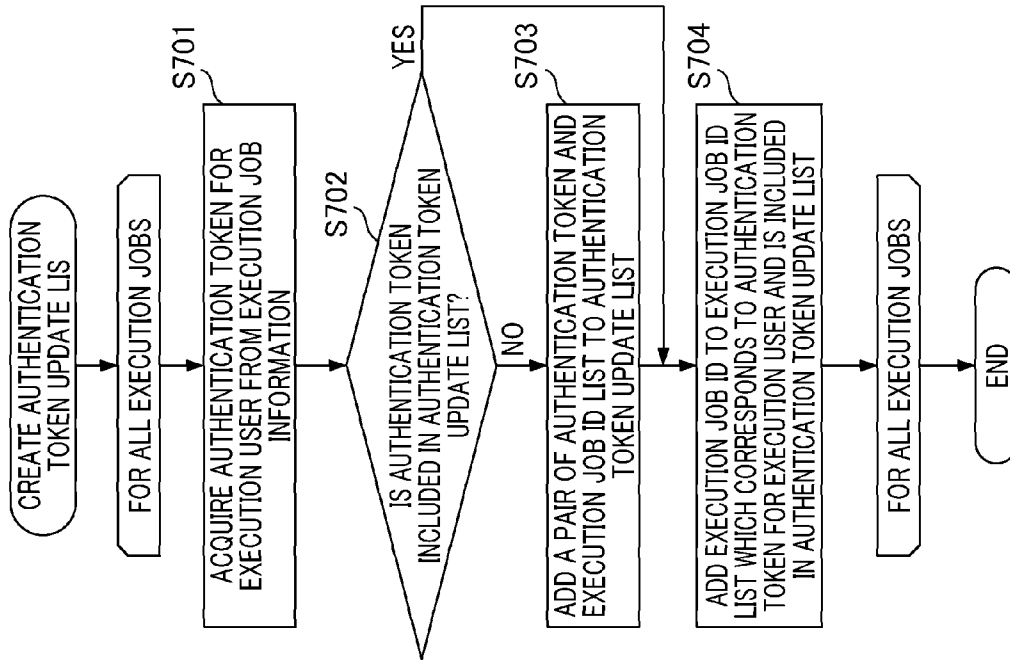 CREATE AUTHENTICATION
TOKEN UPDATE LIS
FOR ALL EXECUTION JOBS
S701
ACQUIRE AUTHENTICATION TOKEN FOR
EXECUTION USER FROM EXECUTION JOB
INFORMATION
S702
IS AUTHENTICATION TOKEN
INCLUDED IN AUTHENTICATION TOKEN
UPDATE LIST?
YES
NO
S703
ADD A PAIR OF AUTHENTICATION TOKEN AND
EXECUTION JOB ID LIST TO AUTHENTICATION
TOKEN UPDATE LIST
S704
ADD EXECUTION JOB ID TO EXECUTION JOB ID
LIST WHICH CORRESPONDS TO AUTHENTICATION
TOKEN FOR EXECUTION USER AND IS INCLUDED
IN AUTHENTICATION TOKEN UPDATE LIST
FOR ALL EXECUTION JOBS
END